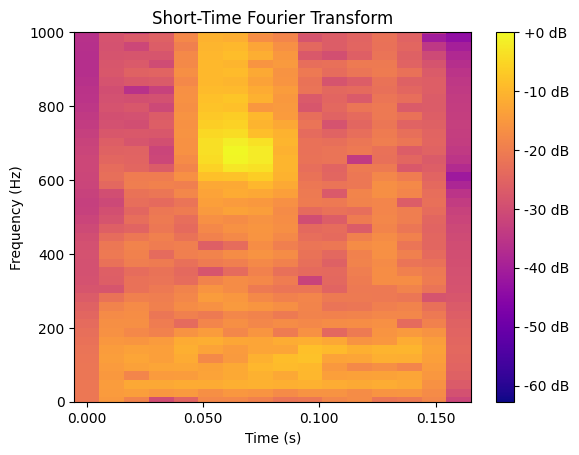 Short-Time Fourier Transform
1000
800
600
400
200
0
Frequency (Hz)
0.000
0.050
0.100
0.150
Time (s)
+0 dB
-10 dB
-20 dB
-30 dB
-40 dB
-50 dB
-60 dB